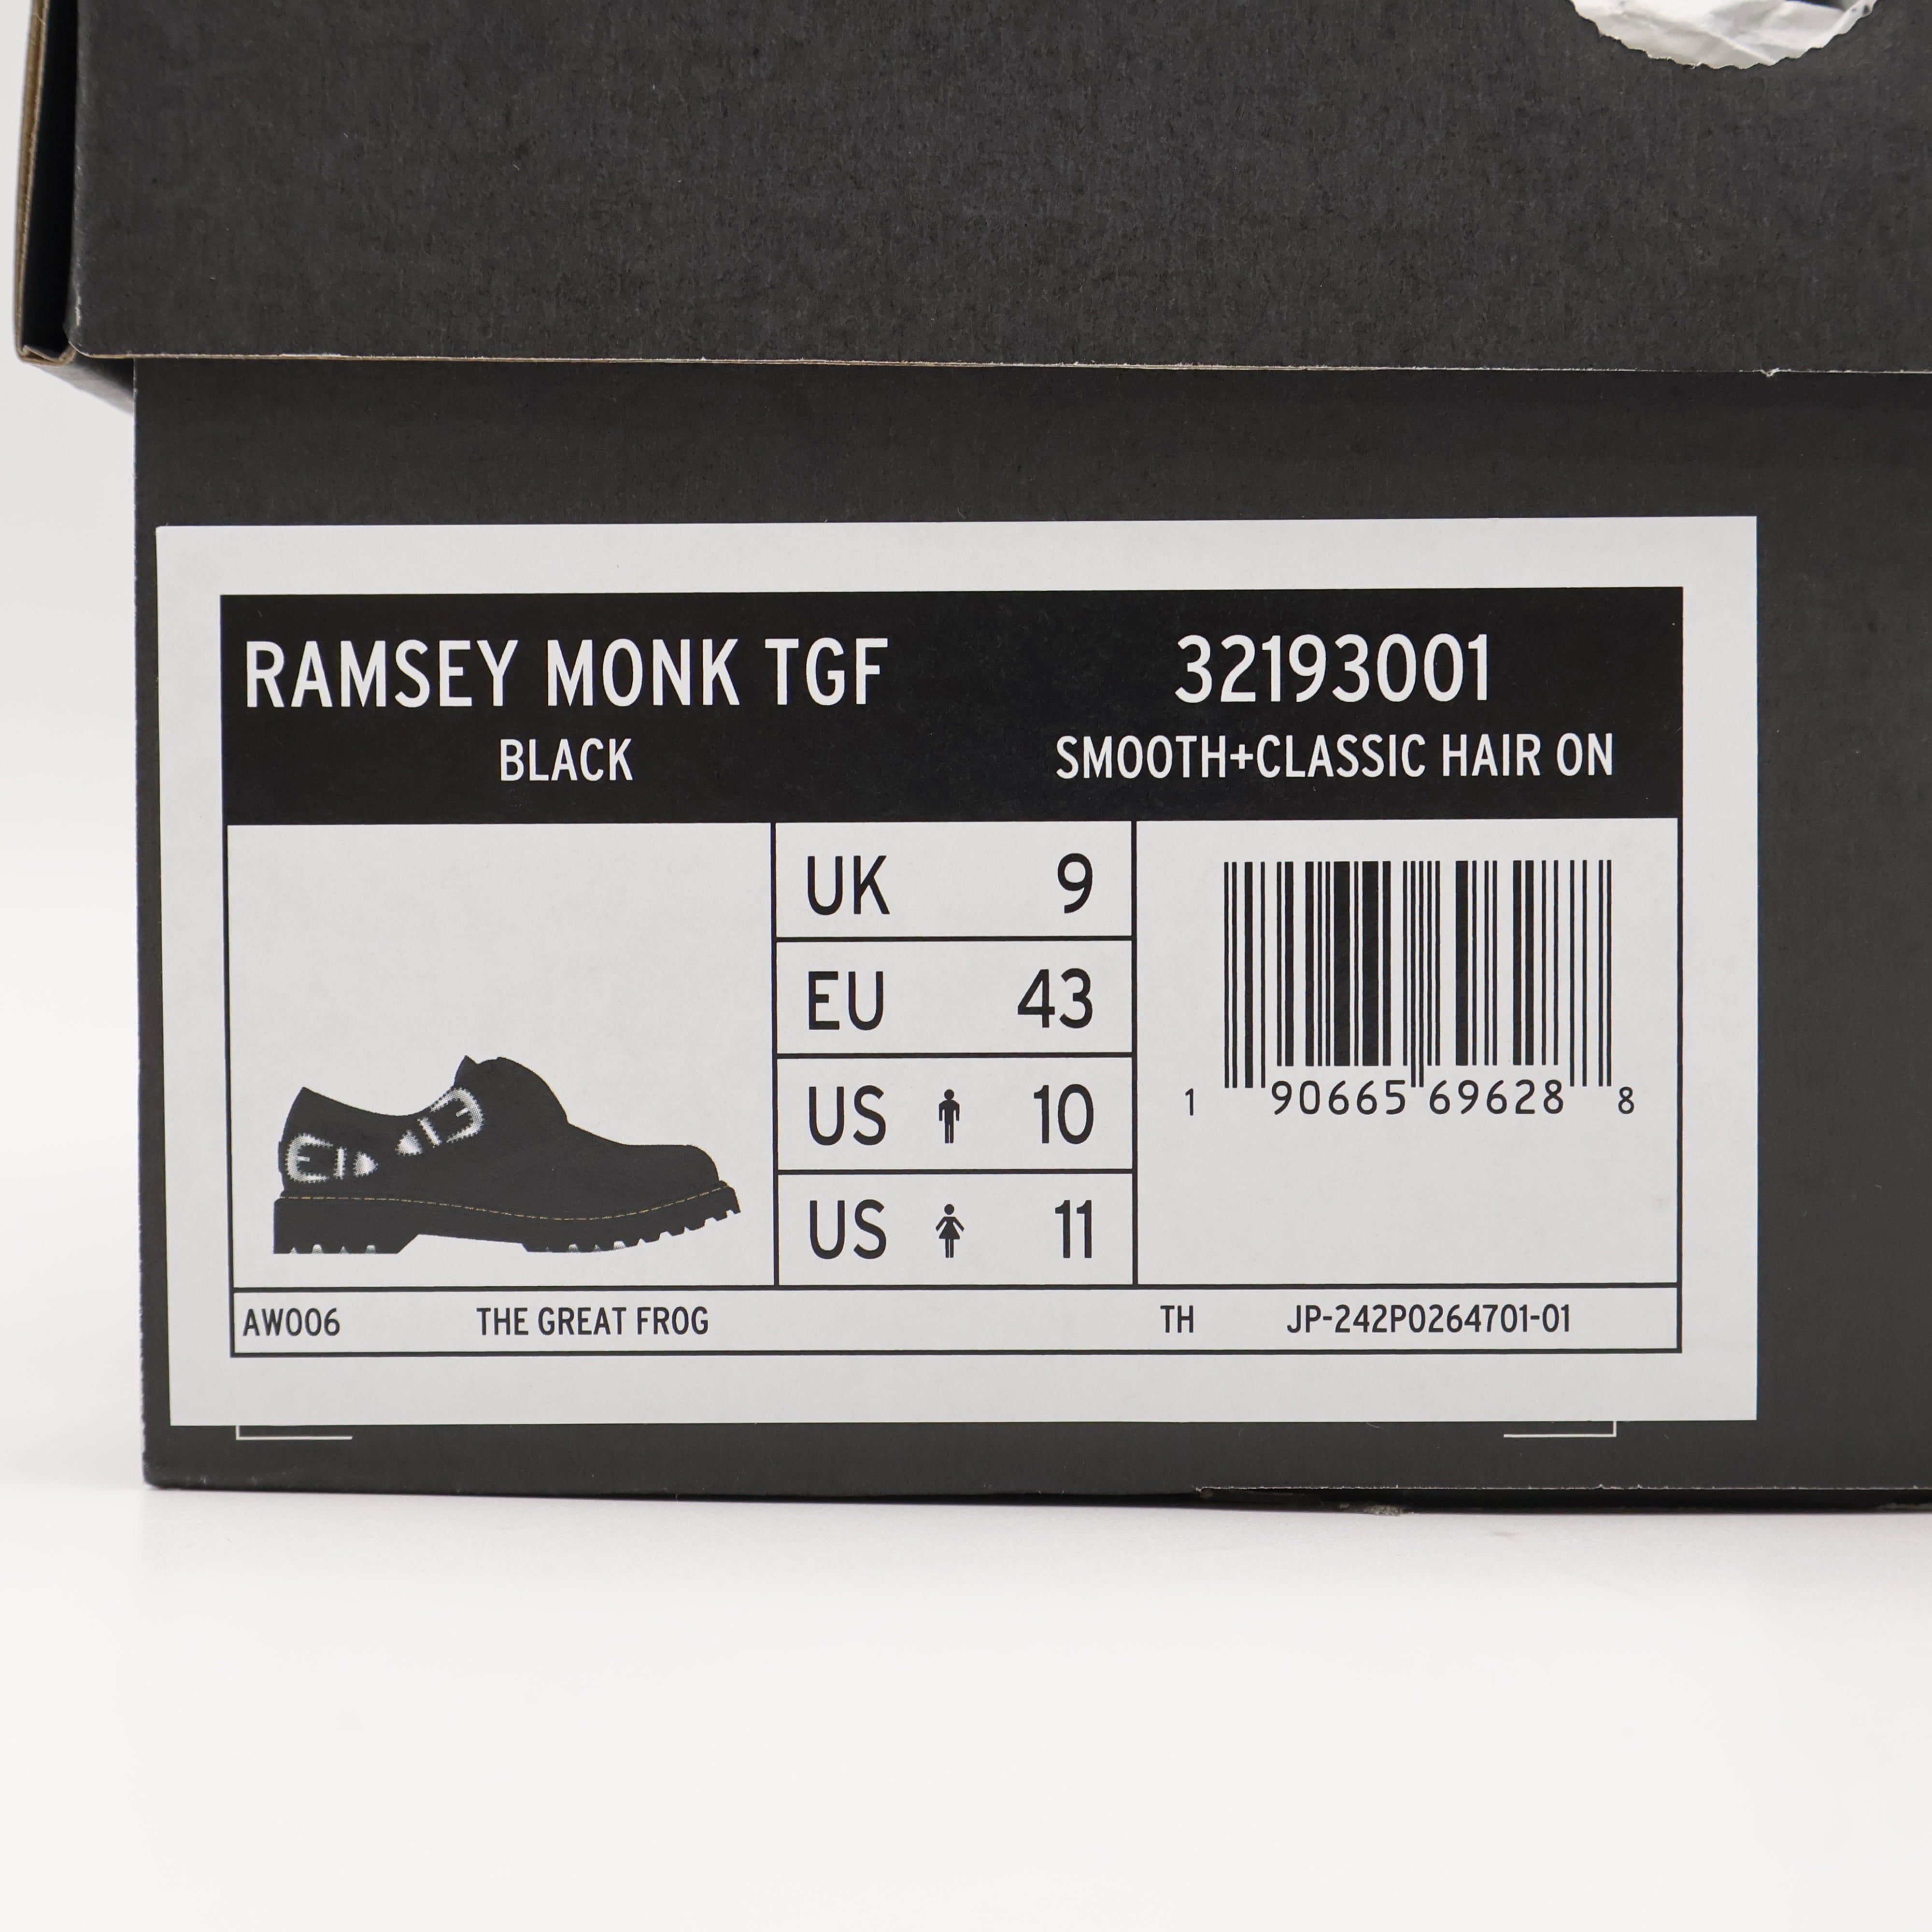 RAMSEY MONK TGF 32193001
BLACK SMOOTH+CLASSIC HAIR ON
UK 9
EU 43
US 10
US 11
1 90665 69628 8
AW006 THE GREAT FROG TH JP-242P0264701-01